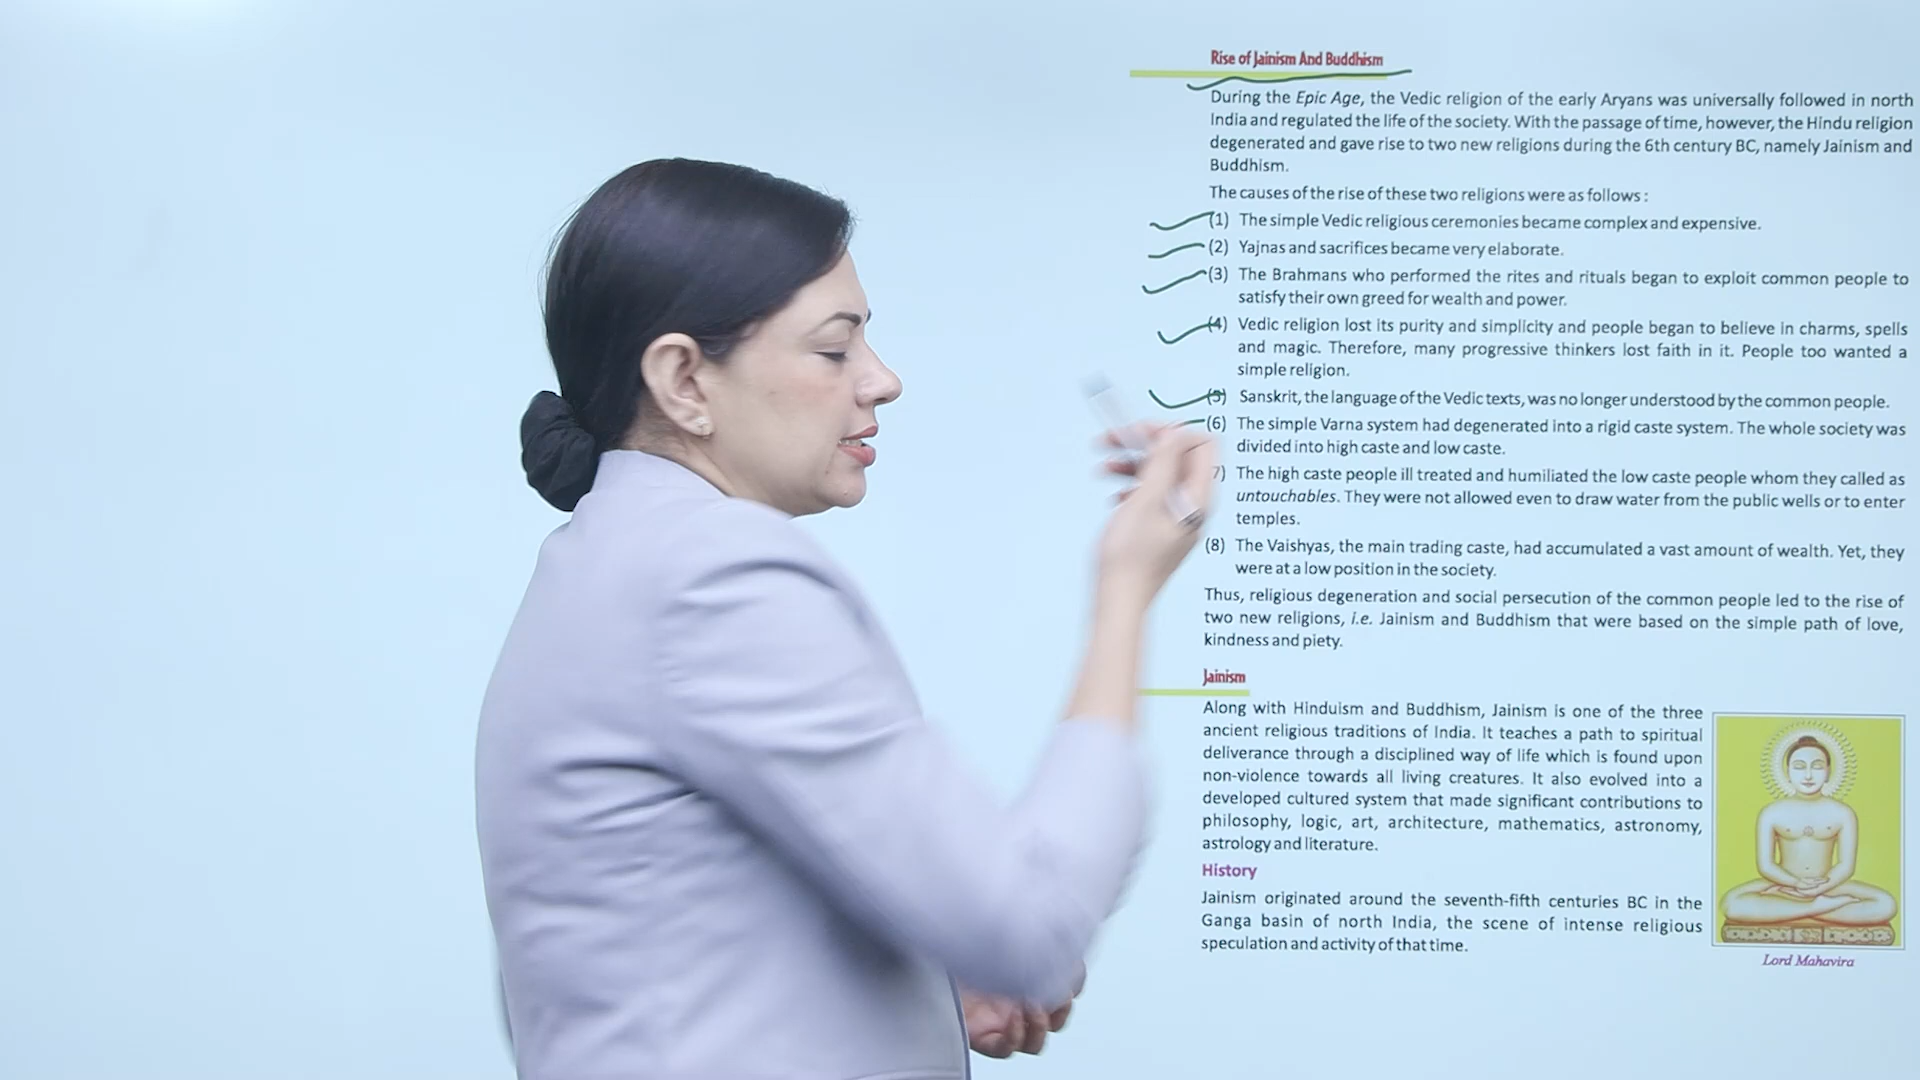 Rise of Jainism And Buddhism
During the Epic Age, the Vedic religion of the early Aryans was universally followed in north
India and regulated the life of the society. With the passage of time, however, the Hindu religion
degenerated and gave rise to two new religions during the 6th century BC, namely Jainism and
Buddhism.
The causes of the rise of these two religions were as follows :
(1) The simple Vedic religious ceremonies became complex and expensive.
(2) Yajnas and sacrifices became very elaborate.
(3) The Brahmans who performed the rites and rituals began to exploit common people to
satisfy their own greed for wealth and power.
(4) Vedic religion lost its purity and simplicity and people began to believe in charms, spells
and magic. Therefore, many progressive thinkers lost faith in it. People too wanted a
simple religion.
(5) Sanskrit, the language of the Vedic texts, was no longer understood by the common people.
(6) The simple Varna system had degenerated into a rigid caste system. The whole society was
divided into high caste and low caste.
7) The high caste people ill treated and humiliated the low caste people whom they called as
untouchables. They were not allowed even to draw water from the public wells or to enter
temples.
(8) The Vaishyas, the main trading caste, had accumulated a vast amount of wealth. Yet, they
were at a low position in the society.
Thus, religious degeneration and social persecution of the common people led to the rise of
two new religions, i.e. Jainism and Buddhism that were based on the simple path of love,
kindness and piety.
Jainism
Along with Hinduism and Buddhism, Jainism is one of the three
ancient religious traditions of India. It teaches a path to spiritual
deliverance through a disciplined way of life which is found upon
non-violence towards all living creatures. It also evolved into a
developed cultured system that made significant contributions to
philosophy, logic, art, architecture, mathematics, astronomy,
astrology and literature.
History
Jainism originated around the seventh-fifth centuries BC in the
Ganga basin of north India, the scene of intense religious
speculation and activity of that time.
Lord Mahavira